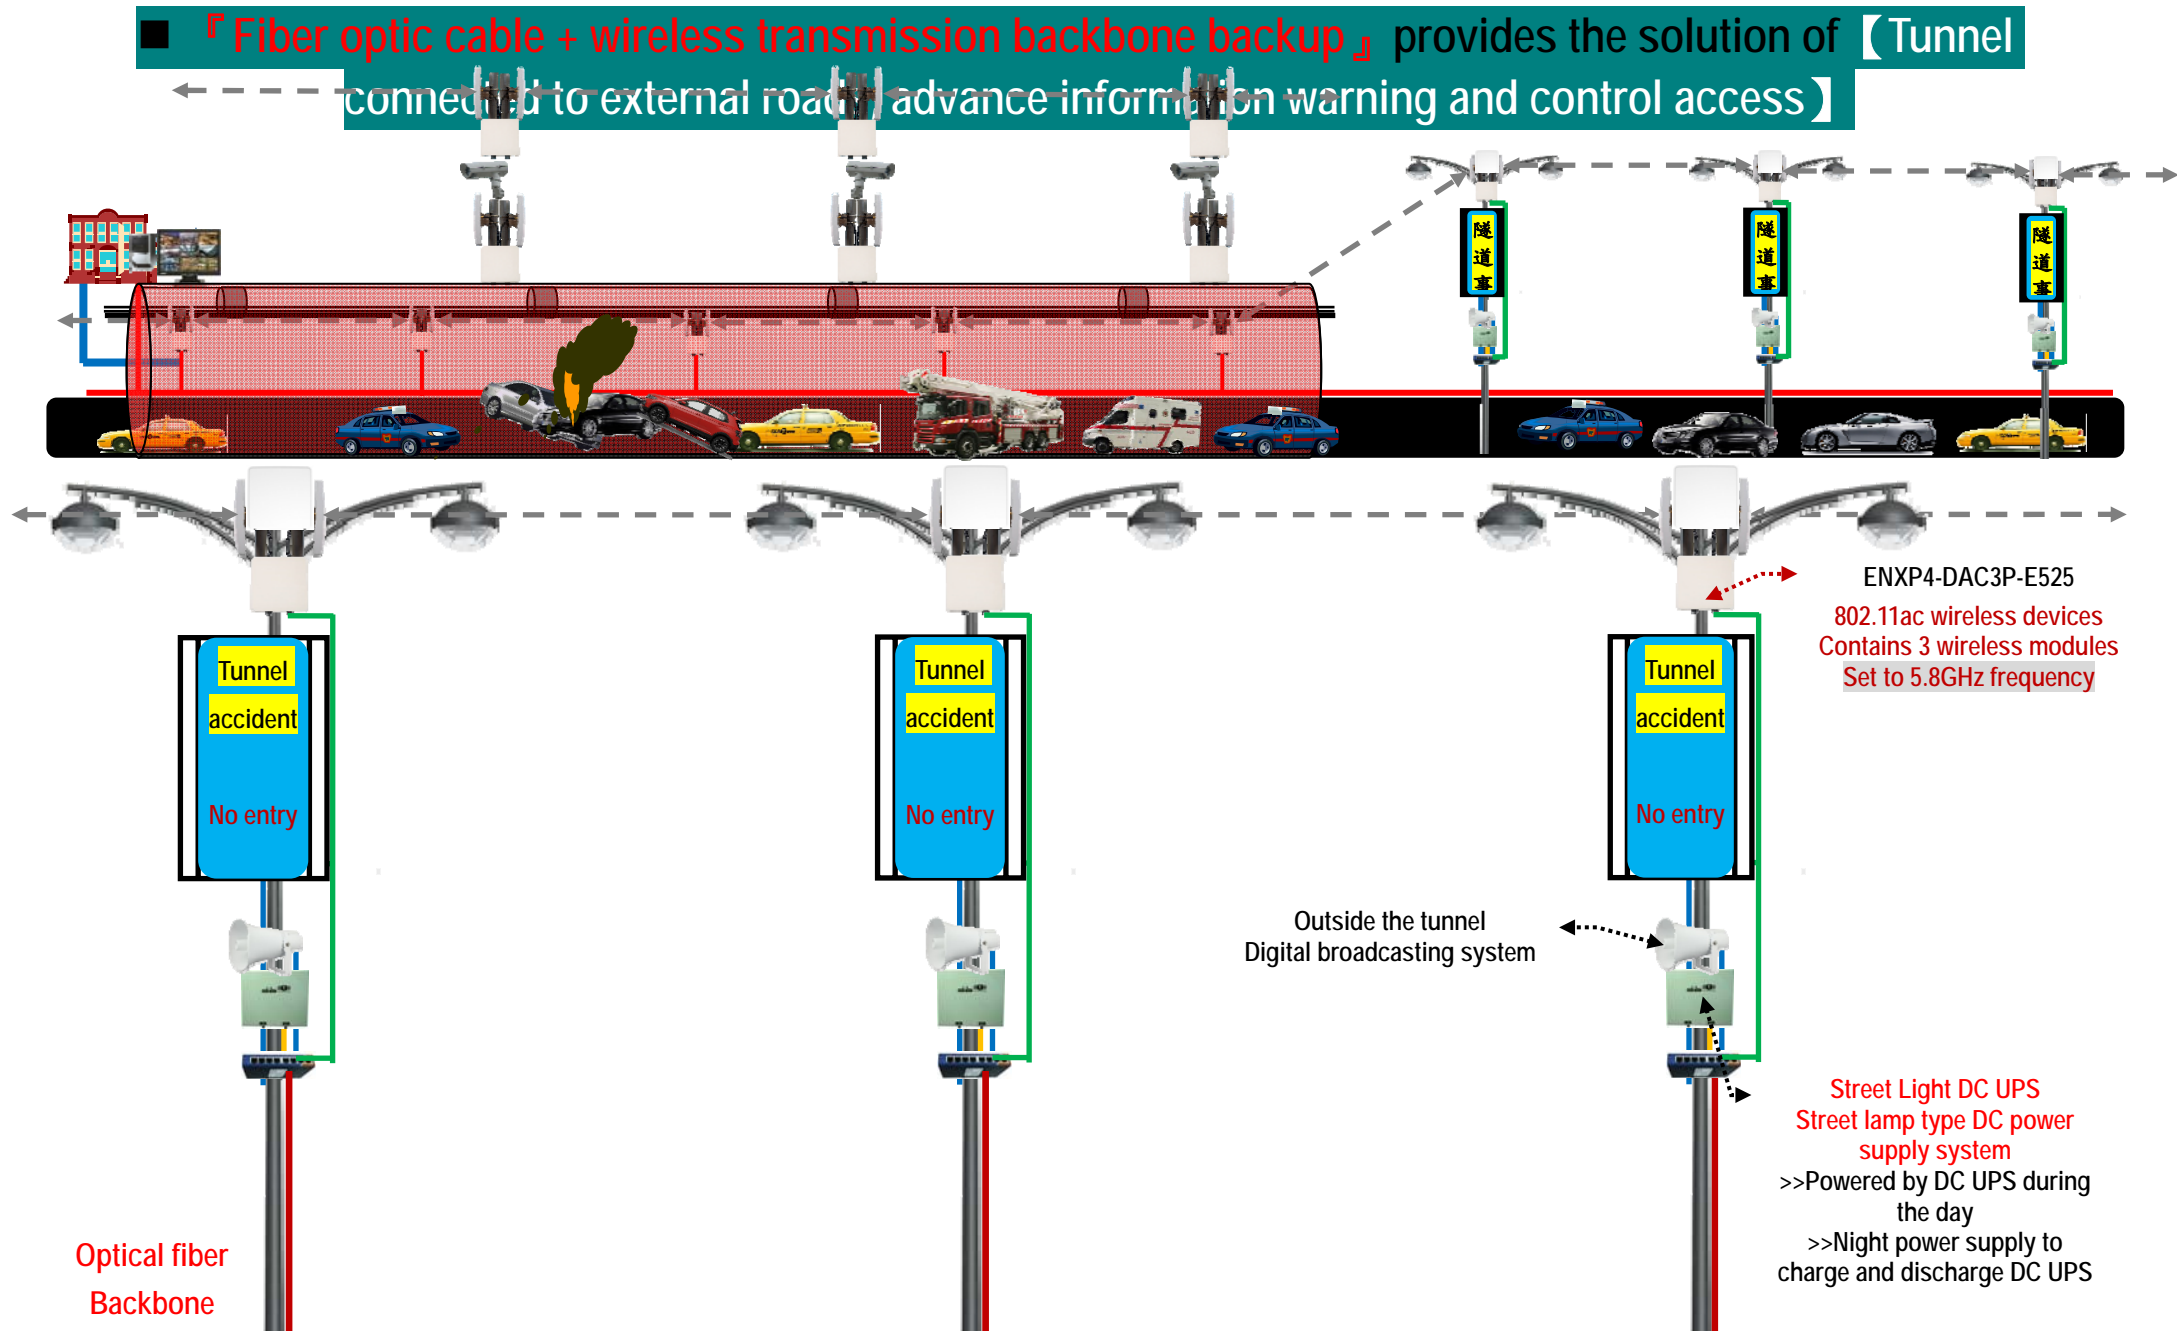 ■ 『Fiber optic cable + wireless transmission backbone backup』provides the solution of【Tunnel
connected to external road, advance information warning and control access】
隧道事
隧道事
隧道事
ENXP4-DAC3P-E525
802.11ac wireless devices
Contains 3 wireless modules
Set to 5.8GHz frequency
Tunnel
accident
No entry
Tunnel
accident
No entry
Tunnel
accident
No entry
Outside the tunnel
Digital broadcasting system
Street Light DC UPS
Street lamp type DC power
supply system
>>Powered by DC UPS during
the day
>>Night power supply to
charge and discharge DC UPS
Optical fiber
Backbone